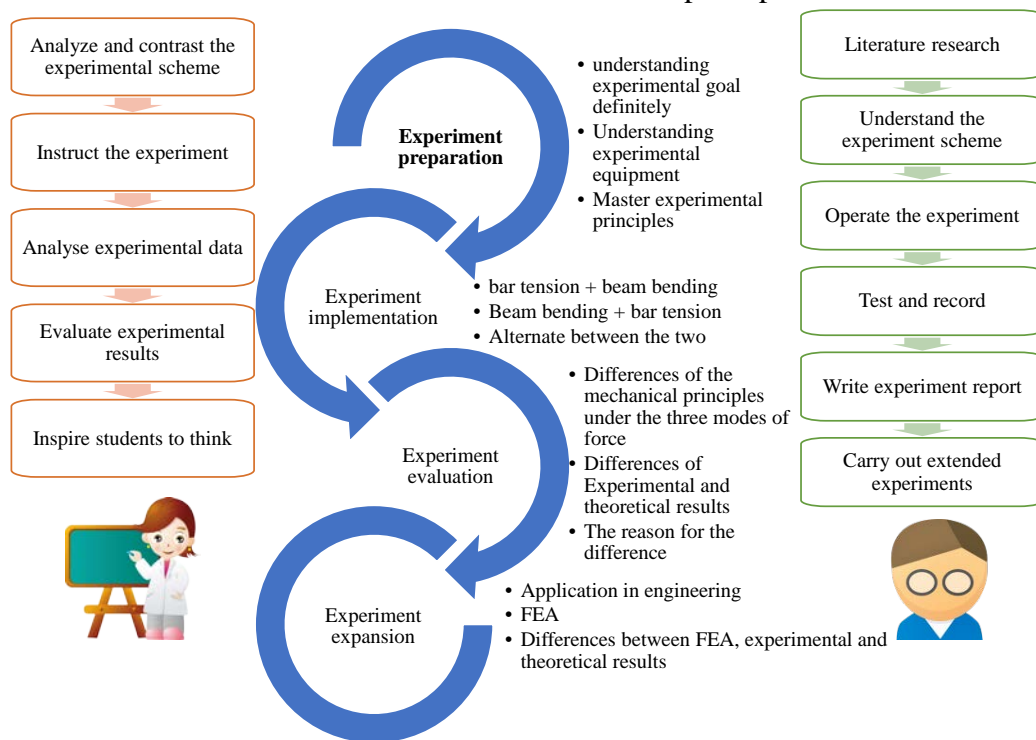 Analyze and contrast the
experimental scheme
Instruct the experiment
Analyse experimental data
Evaluate experimental
results
Inspire students to think
Experiment
preparation
• understanding
experimental goal
definitely
• Understanding
experimental
equipment
• Master experimental
principles
Experiment
implementation
• bar tension + beam bending
• Beam bending + bar tension
• Alternate between the two
Experiment
evaluation
• Differences of the
mechanical principles
under the three modes of
force
• Differences of
Experimental and
theoretical results
• The reason for the
difference
Experiment
expansion
• Application in engineering
• FEA
• Differences between FEA, experimental and
theoretical results
Literature research
Understand the
experiment scheme
Operate the experiment
Test and record
Write experiment report
Carry out extended
experiments